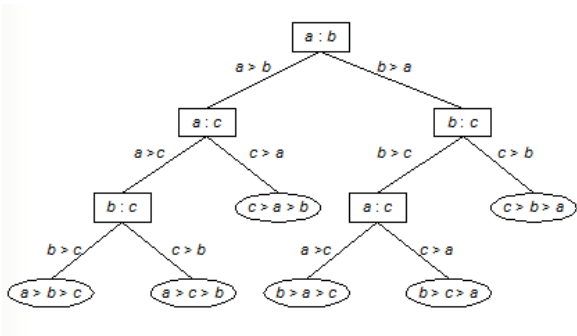 a : b
a > b
b > a
a : c
b : c
a >c
c > a
b > c
c > b
b : c
c > a > b
a : c
c > b > a
b > c
c > b
a >c
c > a
a > b > c
a > c > b
b > a > c
b > c > a